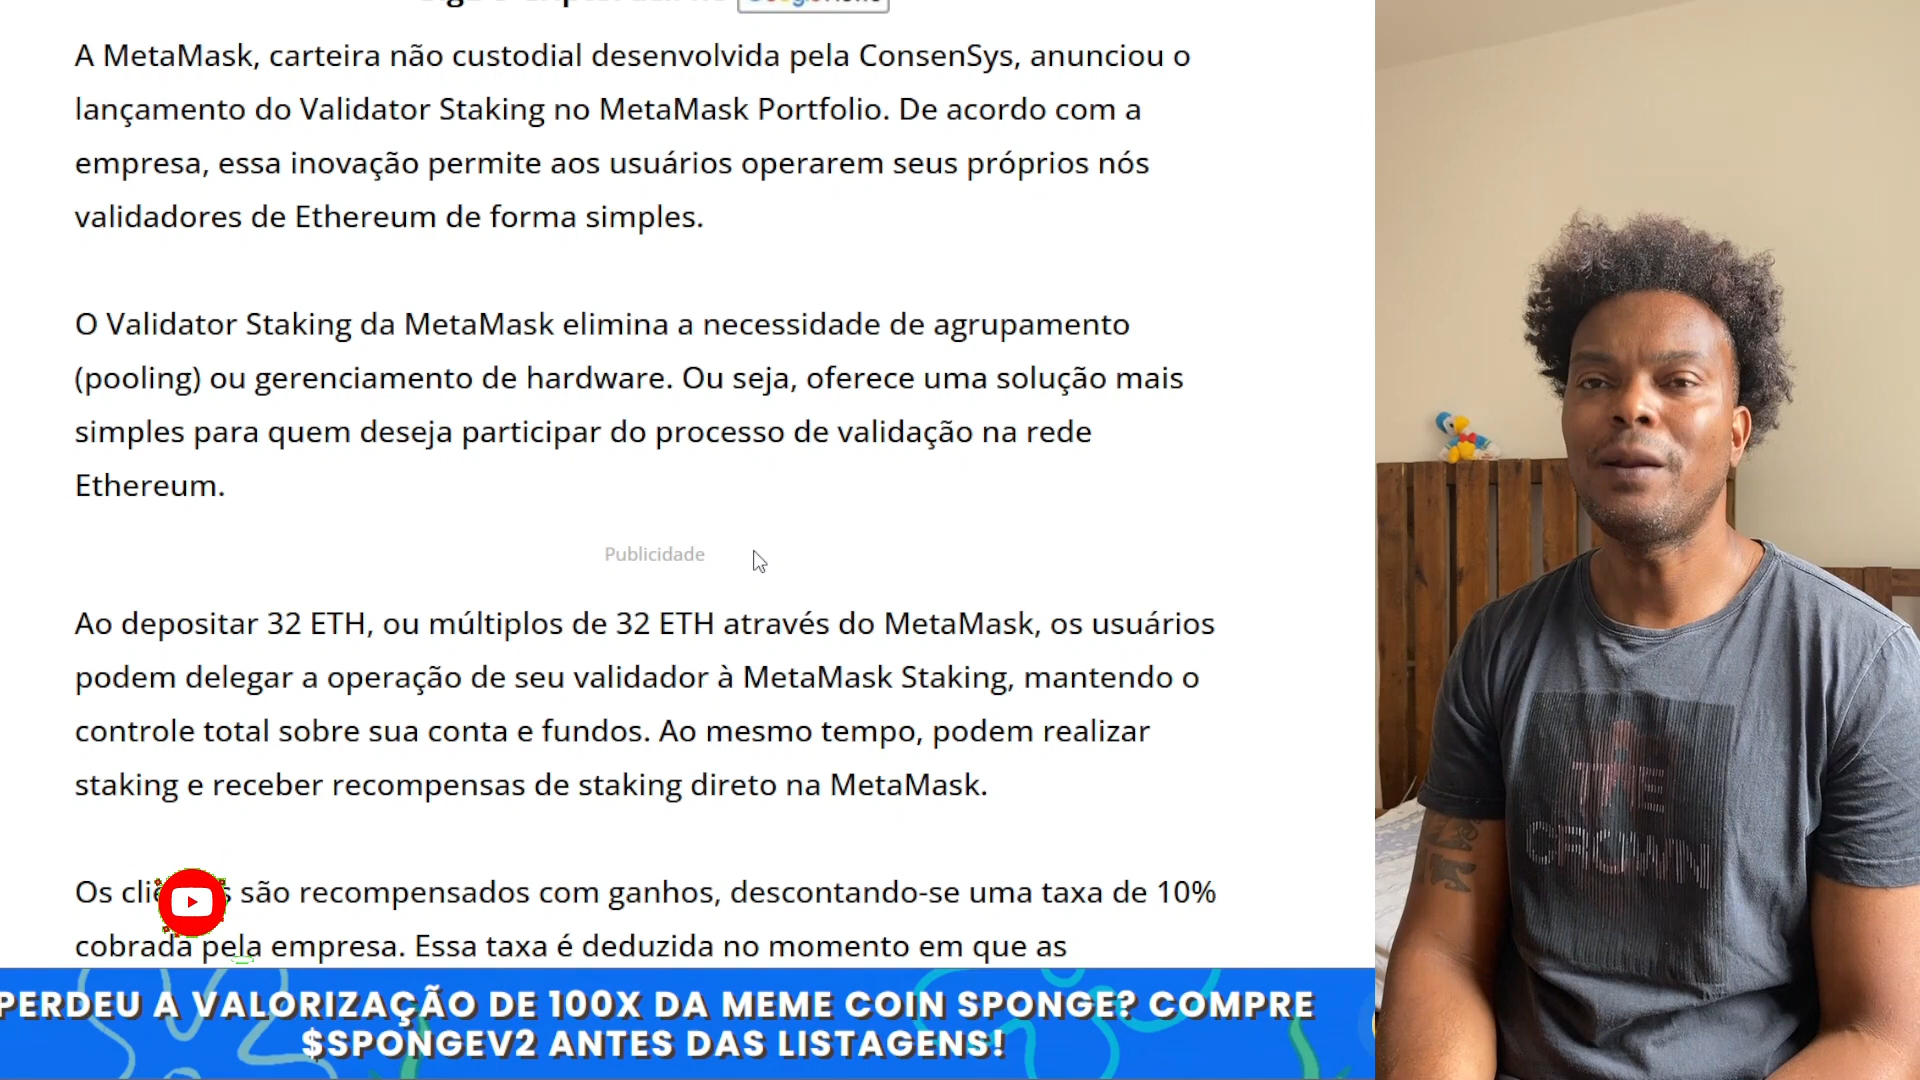 A MetaMask, carteira não custodial desenvolvida pela ConsenSys, anunciou o
lançamento do Validator Staking no MetaMask Portfolio. De acordo com a
empresa, essa inovação permite aos usuários operarem seus próprios nós
validadores de Ethereum de forma simples.
O Validator Staking da MetaMask elimina a necessidade de agrupamento
(pooling) ou gerenciamento de hardware. Ou seja, oferece uma solução mais
simples para quem deseja participar do processo de validação na rede
Ethereum.
Publicidade
Ao depositar 32 ETH, ou múltiplos de 32 ETH através do MetaMask, os usuários
podem delegar a operação de seu validador à MetaMask Staking, mantendo o
controle total sobre sua conta e fundos. Ao mesmo tempo, podem realizar
staking e receber recompensas de staking direto na MetaMask.
Os são recompensados com ganhos, descontando-se uma taxa de 10%
cobrada pela empresa. Essa taxa é deduzida no momento em que as
PERDEU A VALORIZAÇÃO DE 100X DA MEME COIN SPONGE? COMPRE
$SPONGEV2 ANTES DAS LISTAGENS!
THE
CROWN